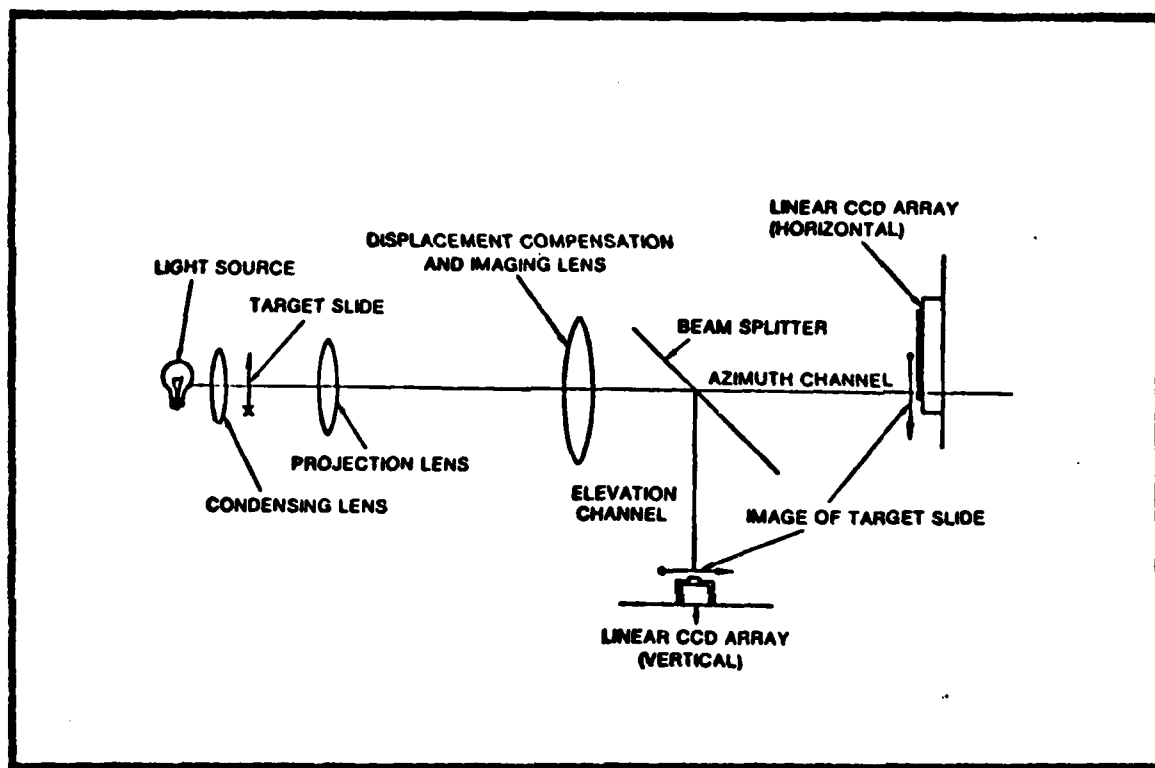 LINEAR CCD ARRAY
(HORIZONTAL)
DISPLACEMENT COMPENSATION
AND IMAGING LENS
LIGHT SOURCE
TARGET SLIDE
BEAM SPLITTER
AZIMUTH CHANNEL
PROJECTION LENS
CONDENSING LENS
ELEVATION
CHANNEL
IMAGE OF TARGET SLIDE
LINEAR CCD ARRAY
(VERTICAL)